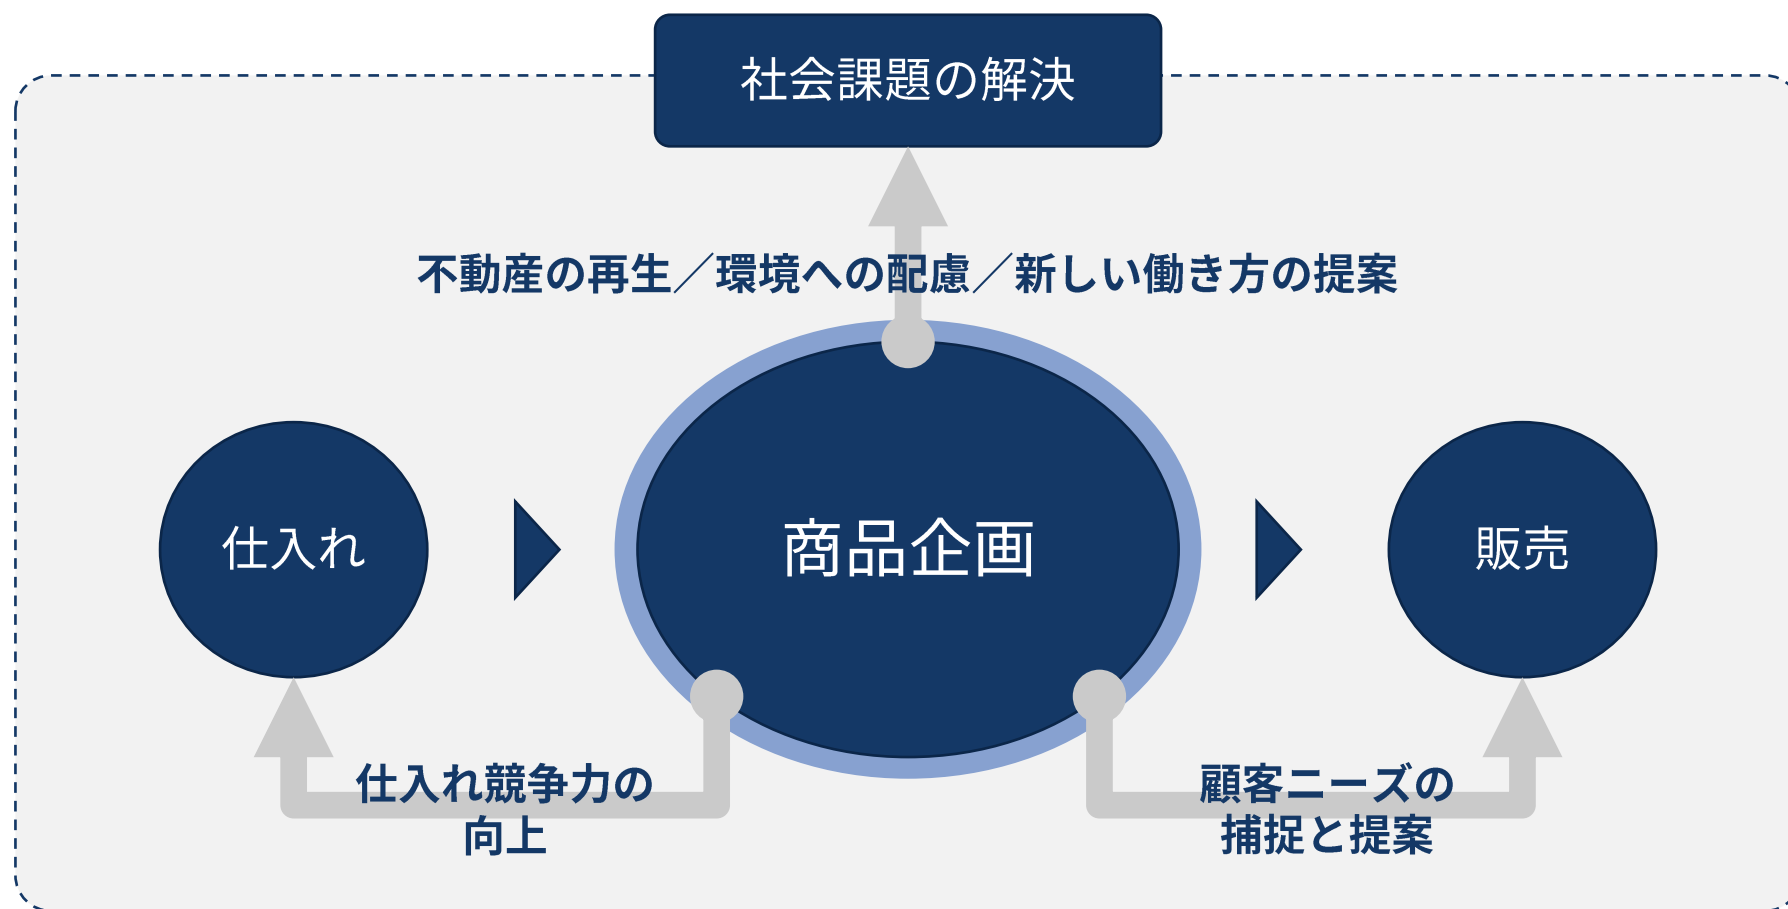 社会課題の解決
不動産の再生／環境への配慮／新しい働き方の提案
仕入れ
商品企画
販売
仕入れ競争力の
向上
顧客ニーズの
捕捉と提案